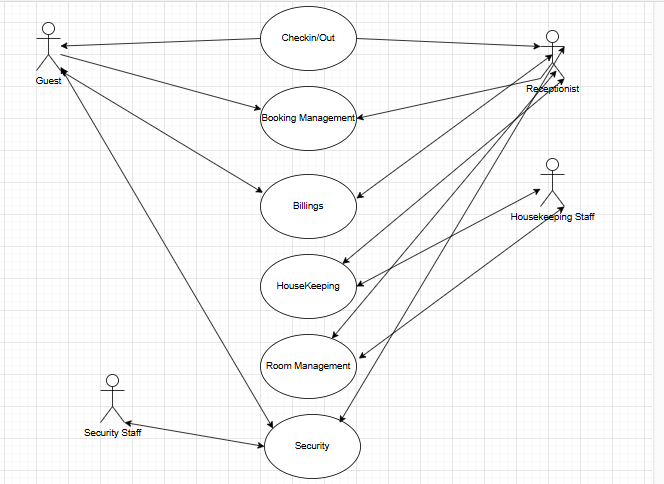 Checkin/Out
Guest
Receptionist
Booking Management
Billings
Housekeeping Staff
HouseKeeping
Room Management
Security Staff
Security